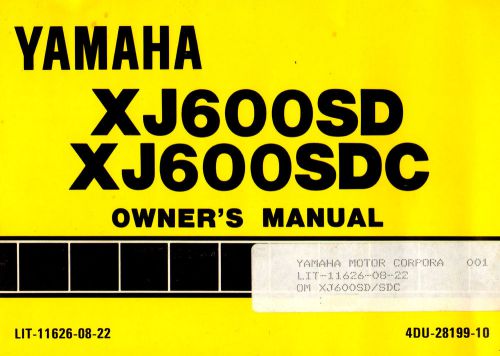 YAMAHA
XJ600SD
XJ600SDC
OWNER'S MANUAL
YAMAHA MOTOR CORPORA 001
LIT-11626-08-22
OM XJ600SD/SDC
LIT-11626-08-22
4DU-28199-10